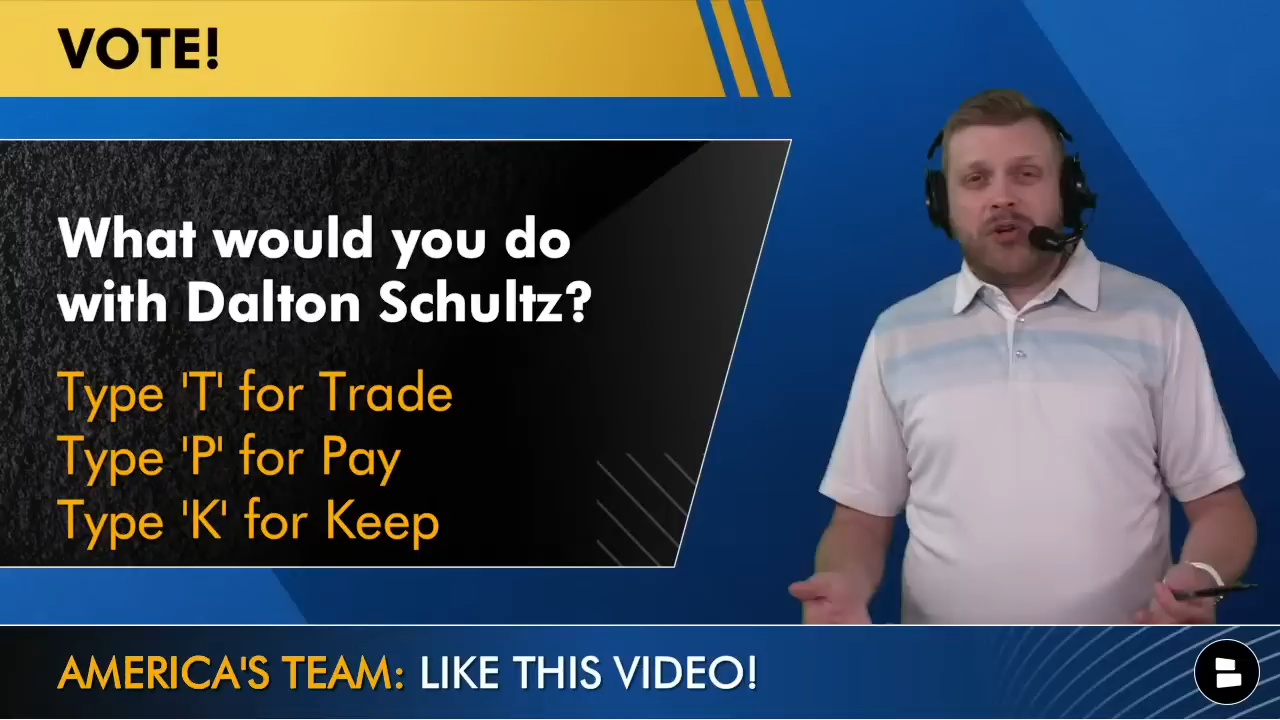 VOTE!
What would you do
with Dalton Schultz?
Type 'T' for Trade
Type 'P' for Pay
Type 'K' for Keep
AMERICA'S TEAM: LIKE THIS VIDEO!